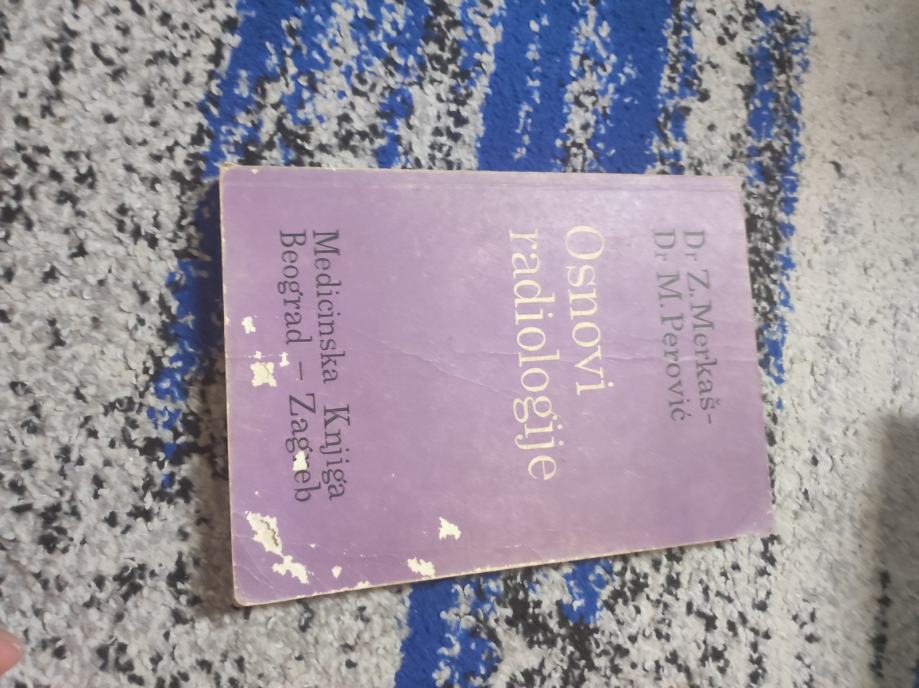 Dr Z. Merkaš-
Dr M. Perović
Osnovi
radiologije
Medicinska Knjiga
Beograd – Zagreb